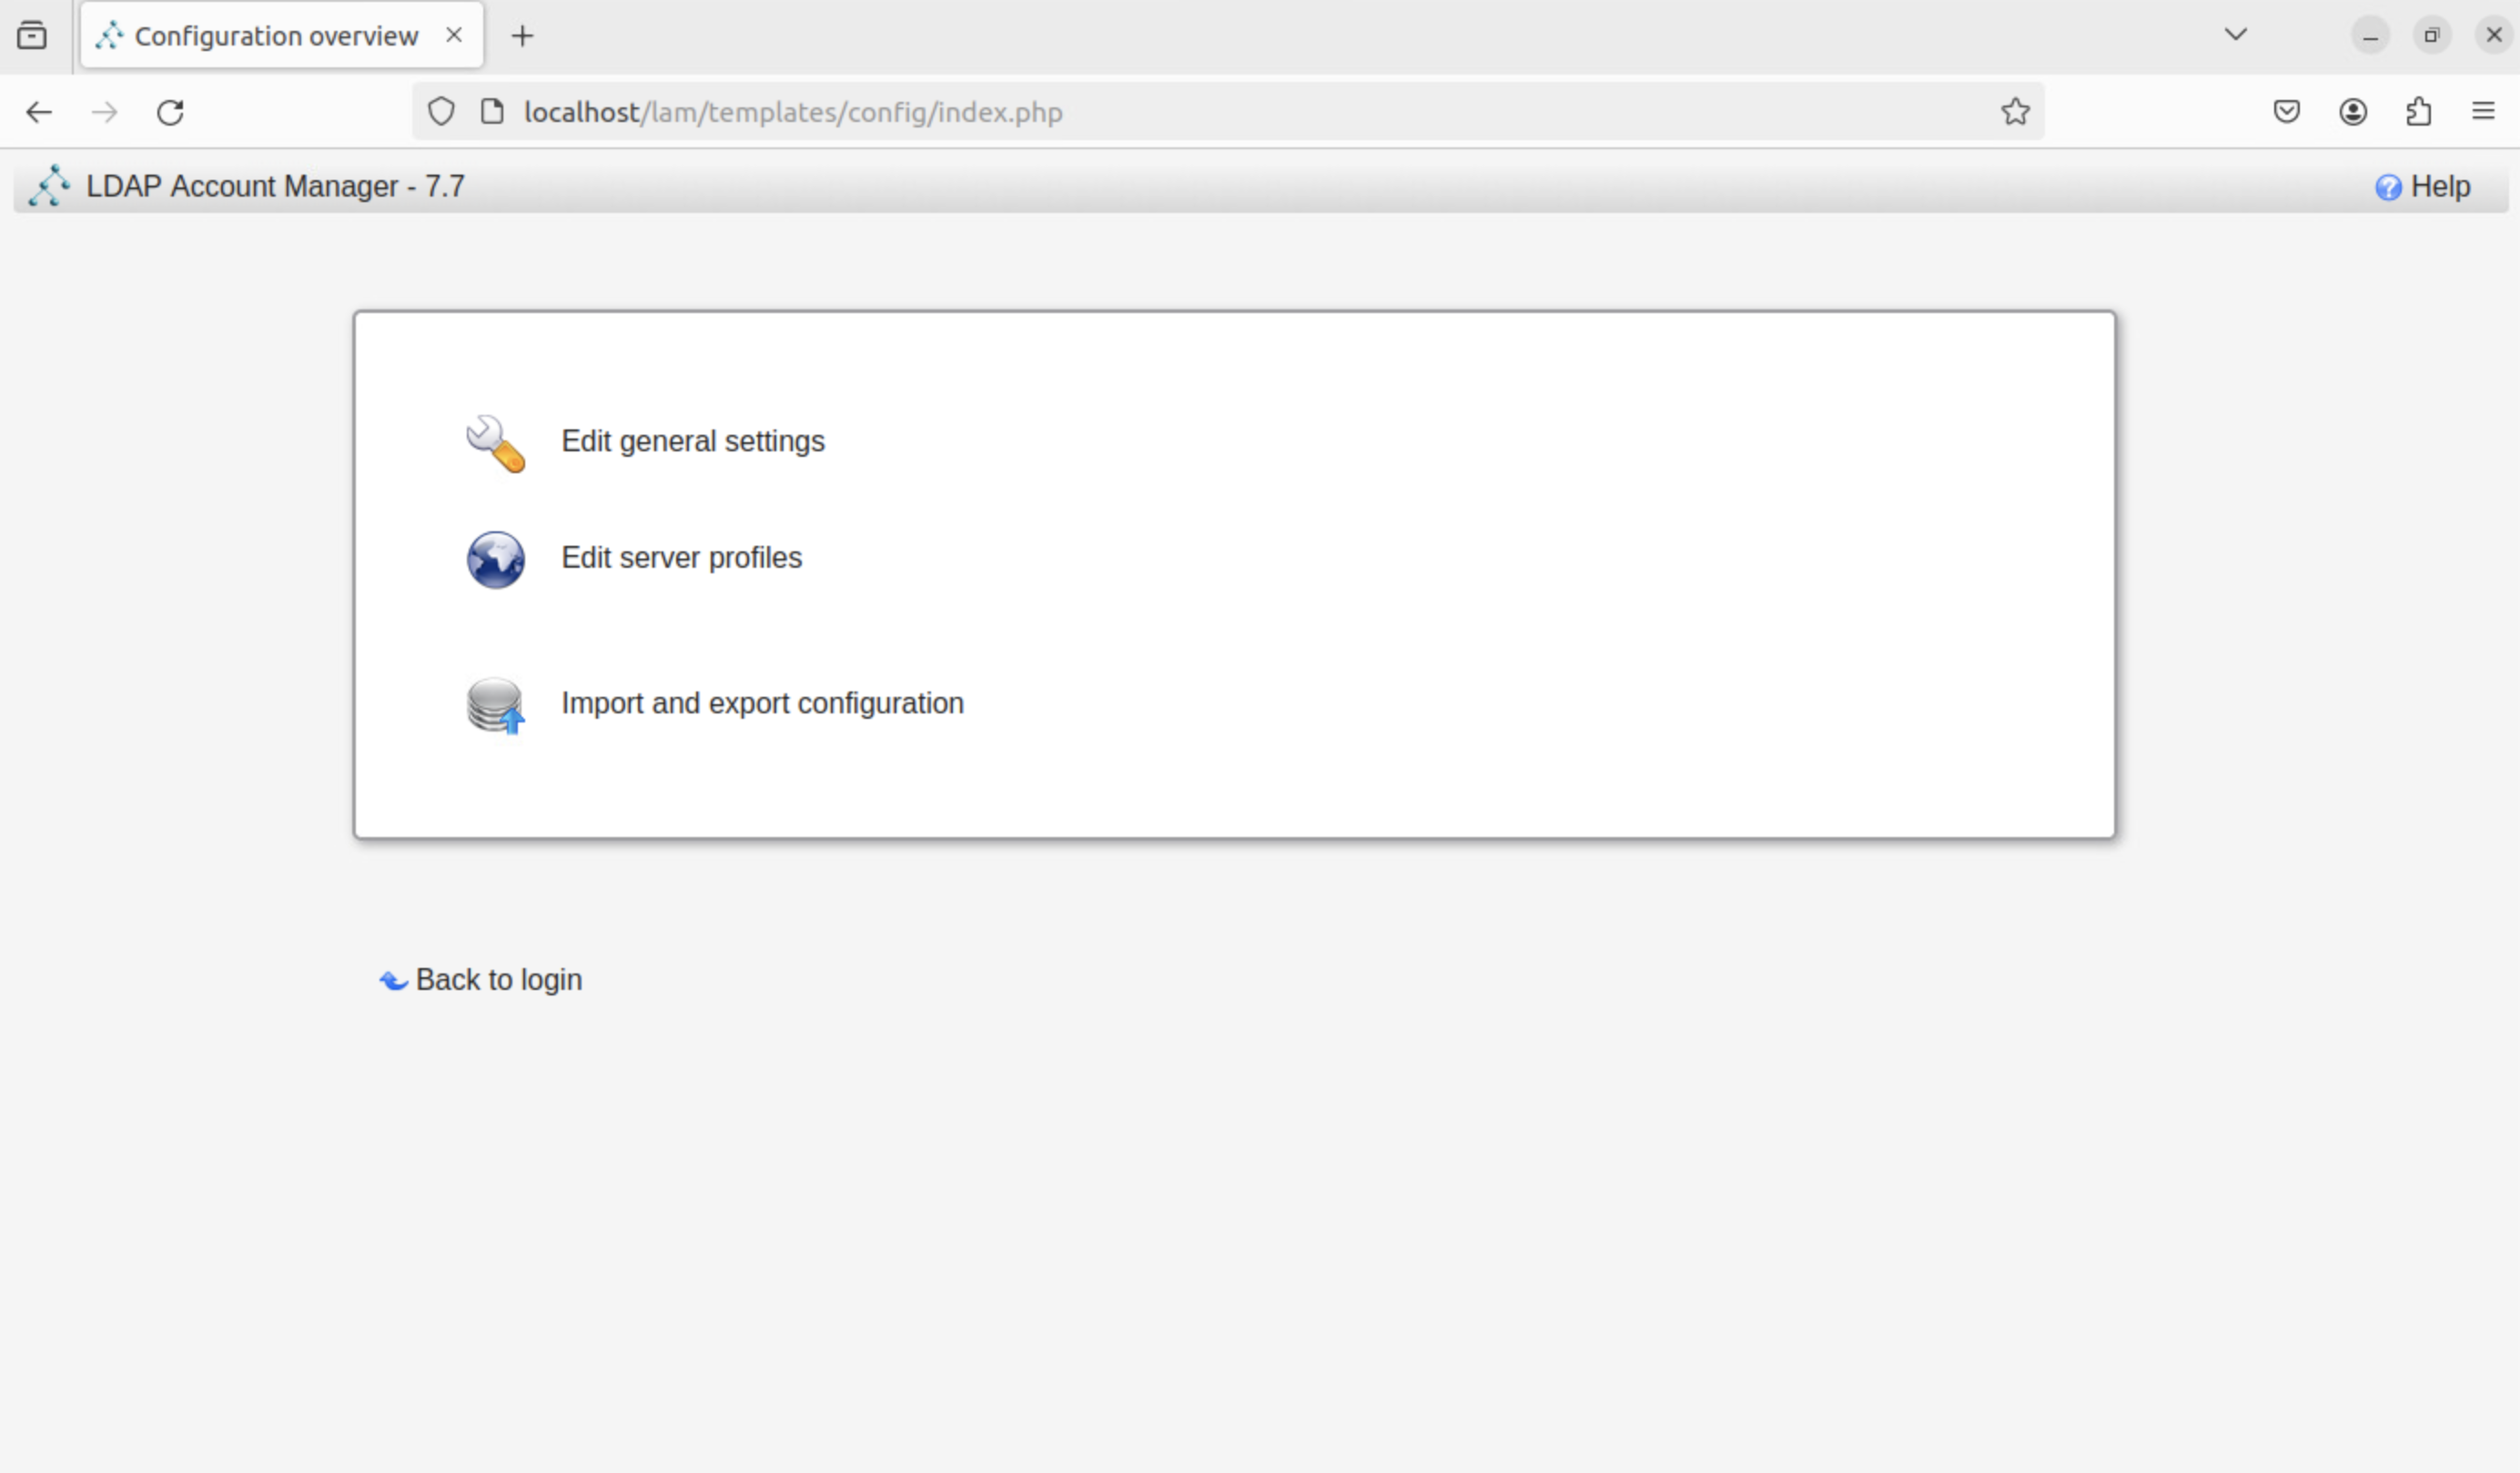 Configuration overview
localhost/lam/templates/config/index.php
LDAP Account Manager - 7.7
Help
Edit general settings
Edit server profiles
Import and export configuration
Back to login